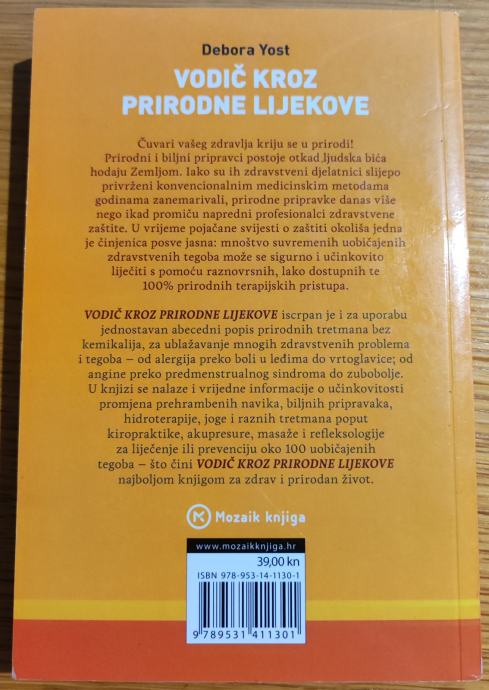 Debora Yost
VODIČ KROZ
PRIRODNE LIJEKOVE
Čuvari vašeg zdravlja kriju se u prirodi!
Prirodni i biljni pripravci postoje otkad ljudska bića
hodaju Zemljom. Iako su ih zdravstveni djelatnici slijepo
privrženi konvencionalnim medicinskim metodama
godinama zanemarivali, prirodne pripravke danas više
nego ikad promiču napredni profesionalci zdravstvene
zaštite. U vrijeme pojačane svijesti o zaštiti okoliša jedna
je činjenica posve jasna: mnoštvo suvremenih uobičajenih
zdravstvenih tegoba može se sigurno i učinkovito
liječiti s pomoću raznovrsnih, lako dostupnih te
100% prirodnih terapijskih pristupa.
VODIČ KROZ PRIRODNE LIJEKOVE iscrpan je i za uporabu
jednostavan abecedni popis prirodnih tretmana bez
kemikalija, za ublažavanje mnogih zdravstvenih problema
i tegoba – od alergija preko boli u leđima do vrtoglavice; od
angine preko predmenstrualnog sindroma do zubobolje.
U knjizi se nalaze i vrijedne informacije o učinkovitosti
promjena prehrambenih navika, biljnih pripravaka,
hidroterapije, joge i raznih tretmana poput
kiropraktike, akupresure, masaže i refleksologije
za liječenje ili prevenciju oko 100 uobičajenih
tegoba – što čini VODIČ KROZ PRIRODNE LIJEKOVE
najboljom knjigom za zdrav i prirodan život.
Mozaik knjiga
www.mozaikknjiga.hr
39,00 kn
ISBN 978-953-14-1130-1
9 789531 411301